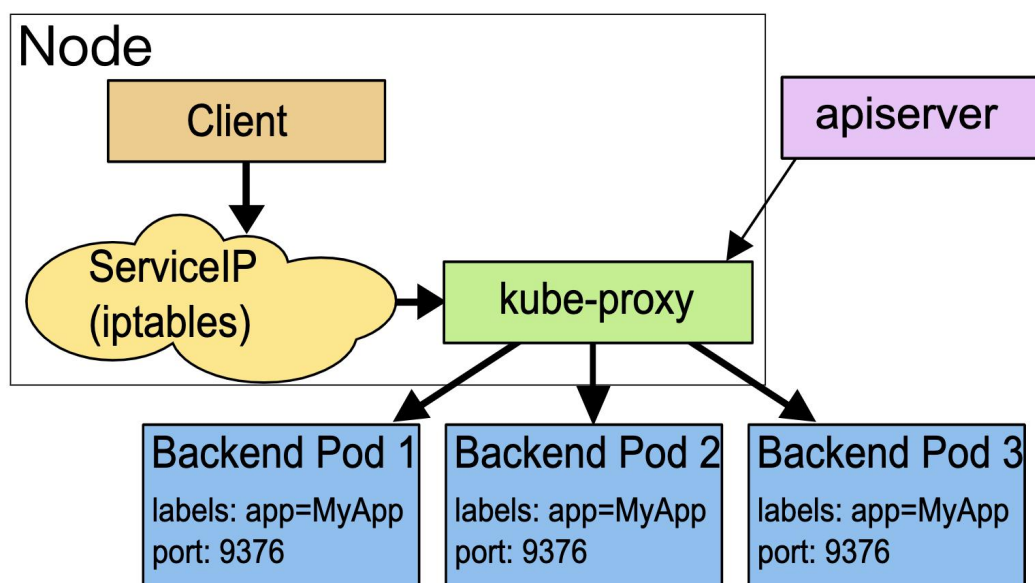 Node
Client
apiserver
ServiceIP
(iptables)
kube-proxy
Backend Pod 1
labels: app=MyApp
port: 9376
Backend Pod 2
labels: app=MyApp
port: 9376
Backend Pod 3
labels: app=MyApp
port: 9376